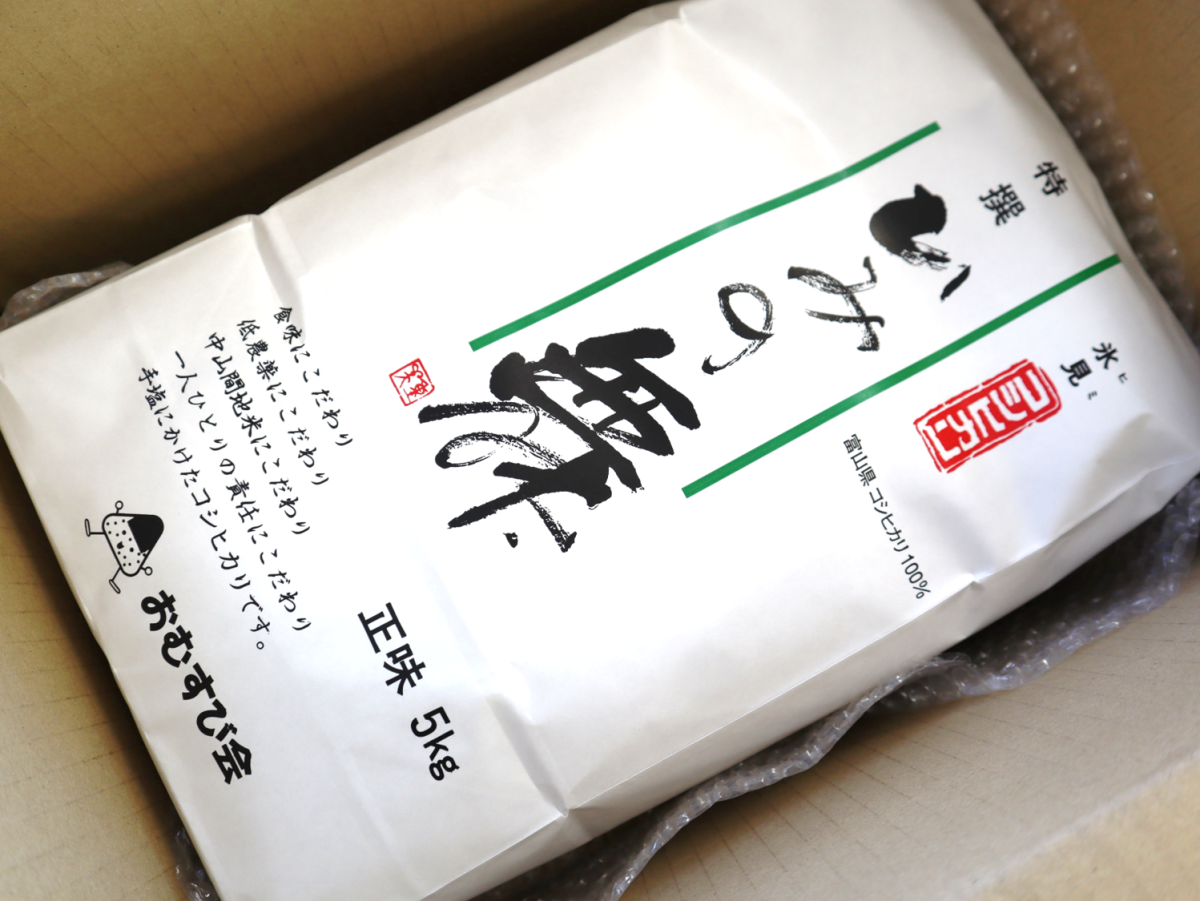 特撰
ひみの舞
氷見
ヒミ
コシヒカリ
富山県 コシヒカリ100%
食味にこだわり
低農薬にこだわり
中山間地米にこだわり
一人ひとりの責任にこだわり
手塩にかけたコシヒカリです。
おむすび会
正味 5kg